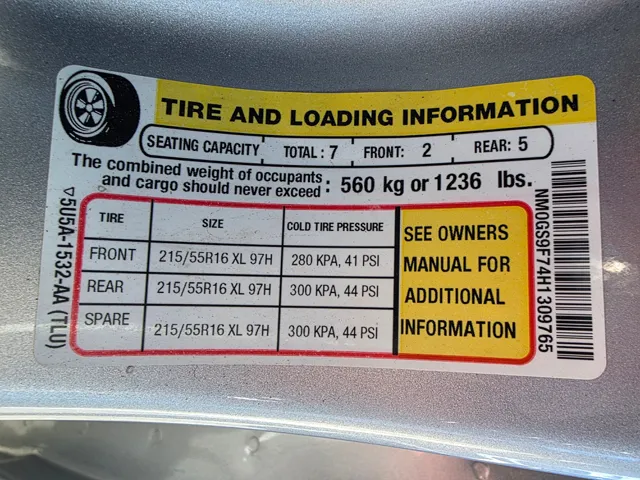 TIRE AND LOADING INFORMATION
SEATING CAPACITY TOTAL : 7 FRONT: 2 REAR: 5
The combined weight of occupants
and cargo should never exceed : 560 kg or 1236 lbs.
TIRE SIZE COLD TIRE PRESSURE
FRONT 215/55R16 XL 97H 280 KPA, 41 PSI
REAR 215/55R16 XL 97H 300 KPA, 44 PSI
SPARE 215/55R16 XL 97H 300 KPA, 44 PSI
SEE OWNERS
MANUAL FOR
ADDITIONAL
INFORMATION
▽5U5A-1532-AA (TLU)
NM0GS9F74H1309765